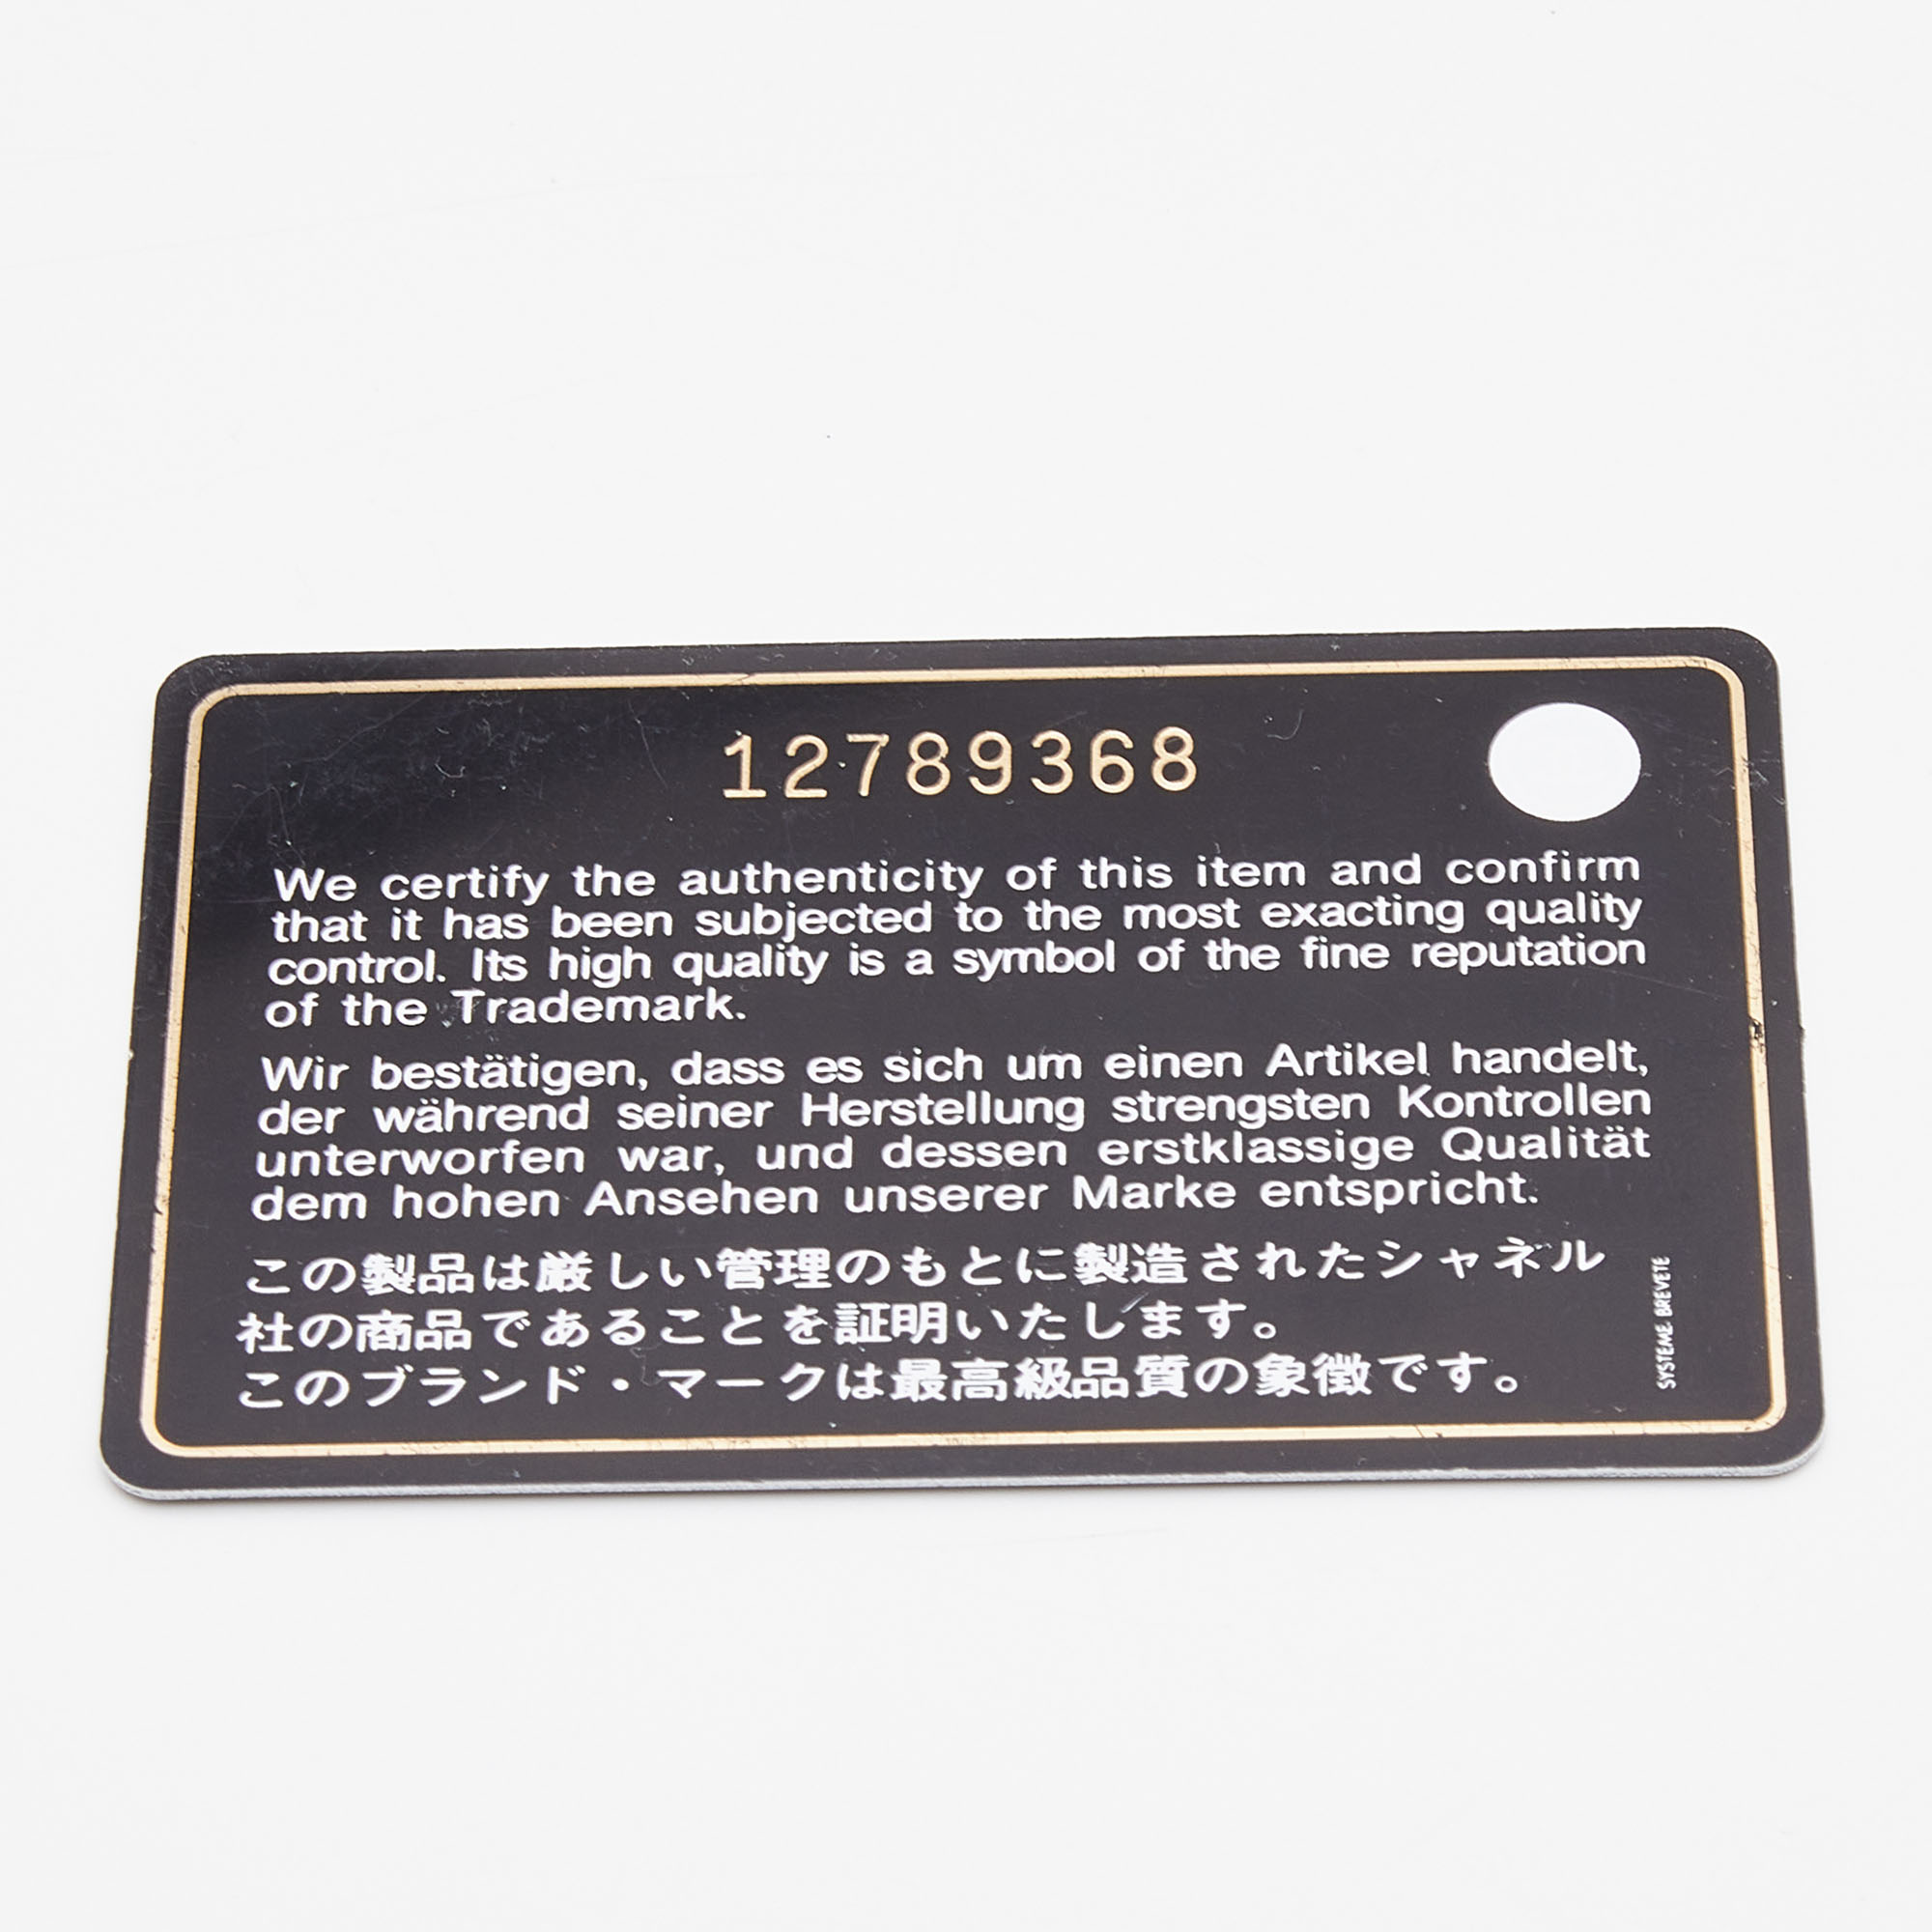 12789368
We certify the authenticity of this item and confirm
that it has been subjected to the most exacting quality
control. Its high quality is a symbol of the fine reputation
of the Trademark.
Wir bestätigen, dass es sich um einen Artikel handelt,
der während seiner Herstellung strengsten Kontrollen
unterworfen war, und dessen erstklassige Qualität
dem hohen Ansehen unserer Marke entspricht.
この製品は厳しい管理のもとに製造されたシャネル
社の商品であることを証明いたします。
このブランド・マークは最高級品質の象徴です。
SYSTEME BREVETE